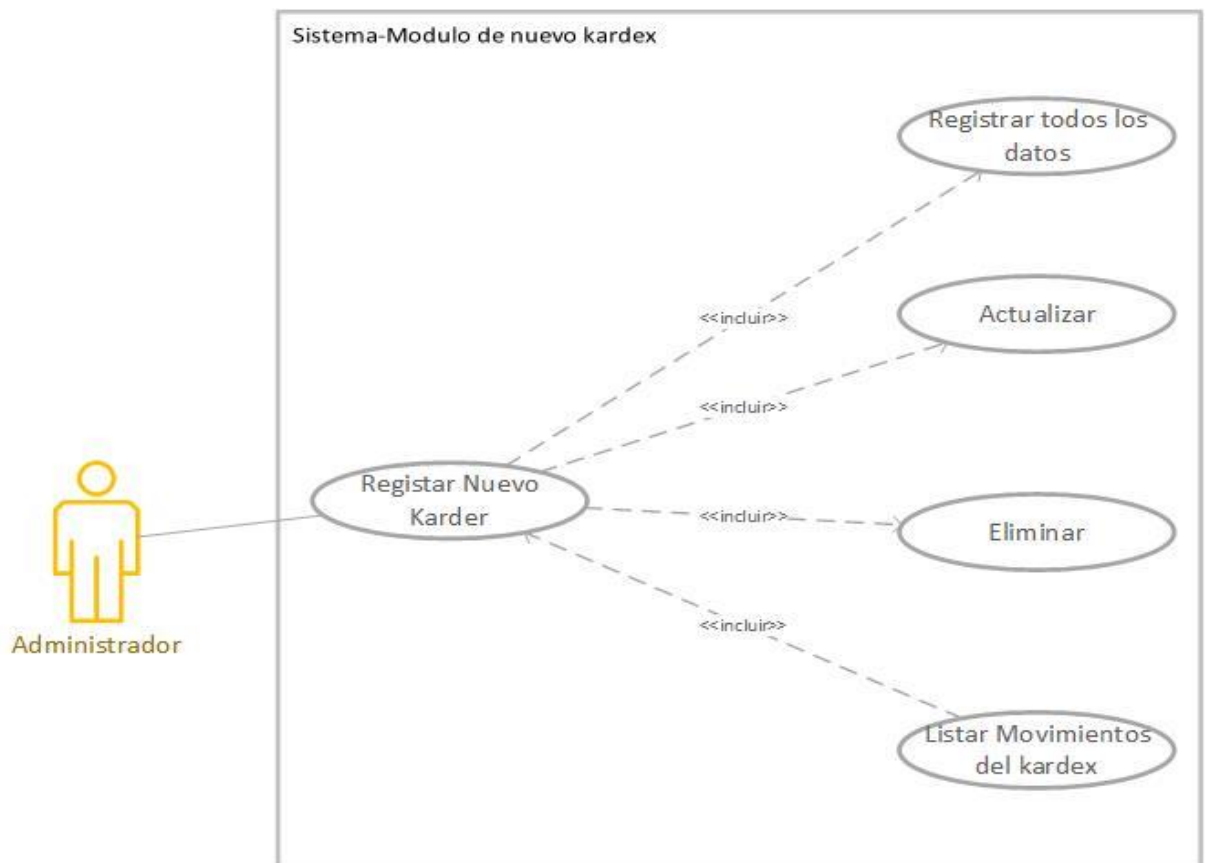 Sistema-Modulo de nuevo kardex
Registrar todos los
datos
<<incluir>>
Actualizar
<<incluir>>
Registar Nuevo
Karder
<<incluir>>
Eliminar
<<incluir>>
Administrador
Listar Movimientos
del kardex